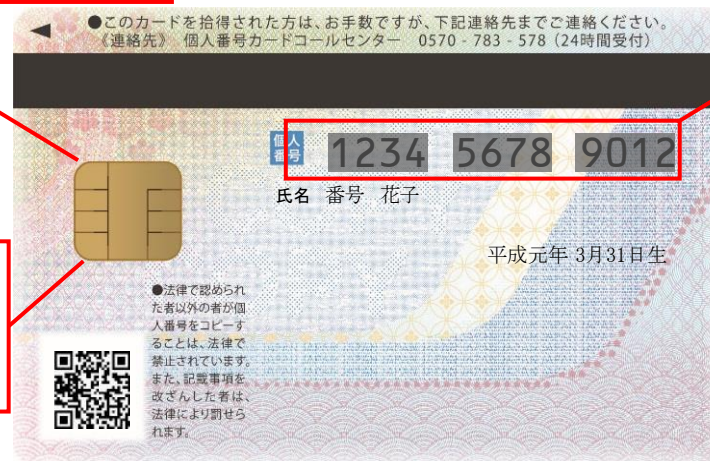 ●このカードを拾得された方は、お手数ですが、下記連絡先までご連絡ください。
《連絡先》 個人番号カードコールセンター 0570-783-578(24時間受付)
個人
番号
1234 5678 9012
氏名 番号 花子
平成元年 3月31日生
●法律で認められ
た者以外の者が個
人番号をコピーす
ることは、法律で
禁止されています。
また、記載事項を
改ざんした者は、
法律により罰せら
れます。